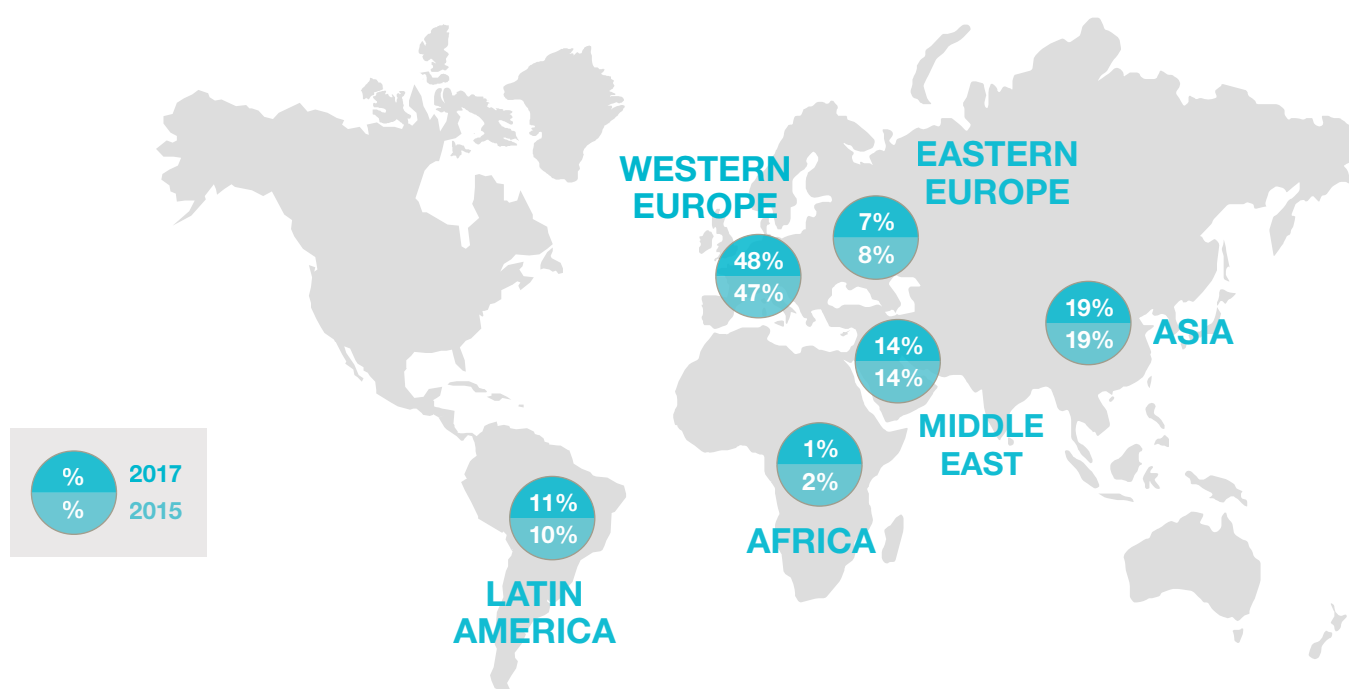 WESTERN
EUROPE
48%
47%
EASTERN
EUROPE
7%
8%
19%
19%
ASIA
14%
14%
MIDDLE
EAST
1%
2%
AFRICA
11%
10%
LATIN
AMERICA
% 2017
% 2015